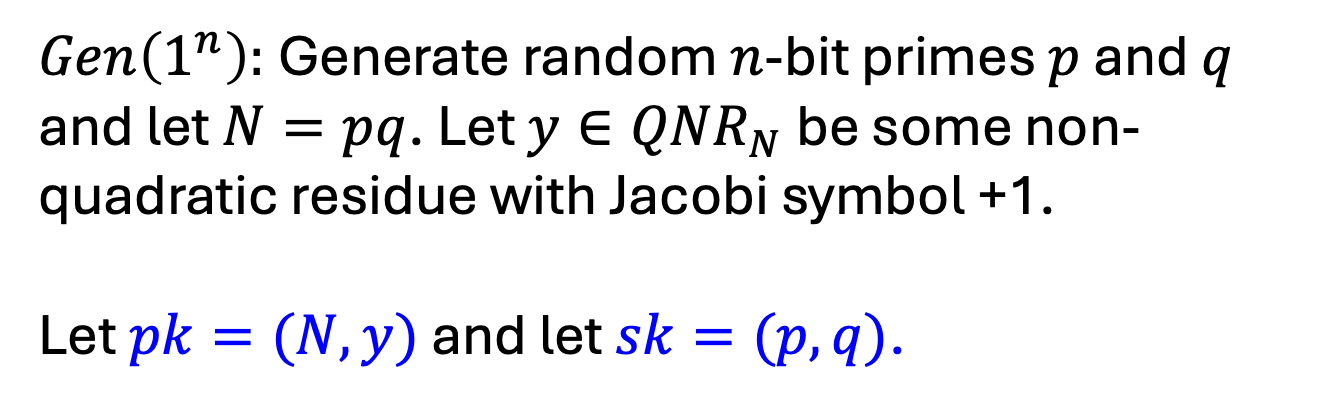 Gen(1ⁿ): Generate random n-bit primes p and q
and let N = pq. Let y ∈ QNR_N be some non-
quadratic residue with Jacobi symbol +1.
Let pk = (N, y) and let sk = (p, q).